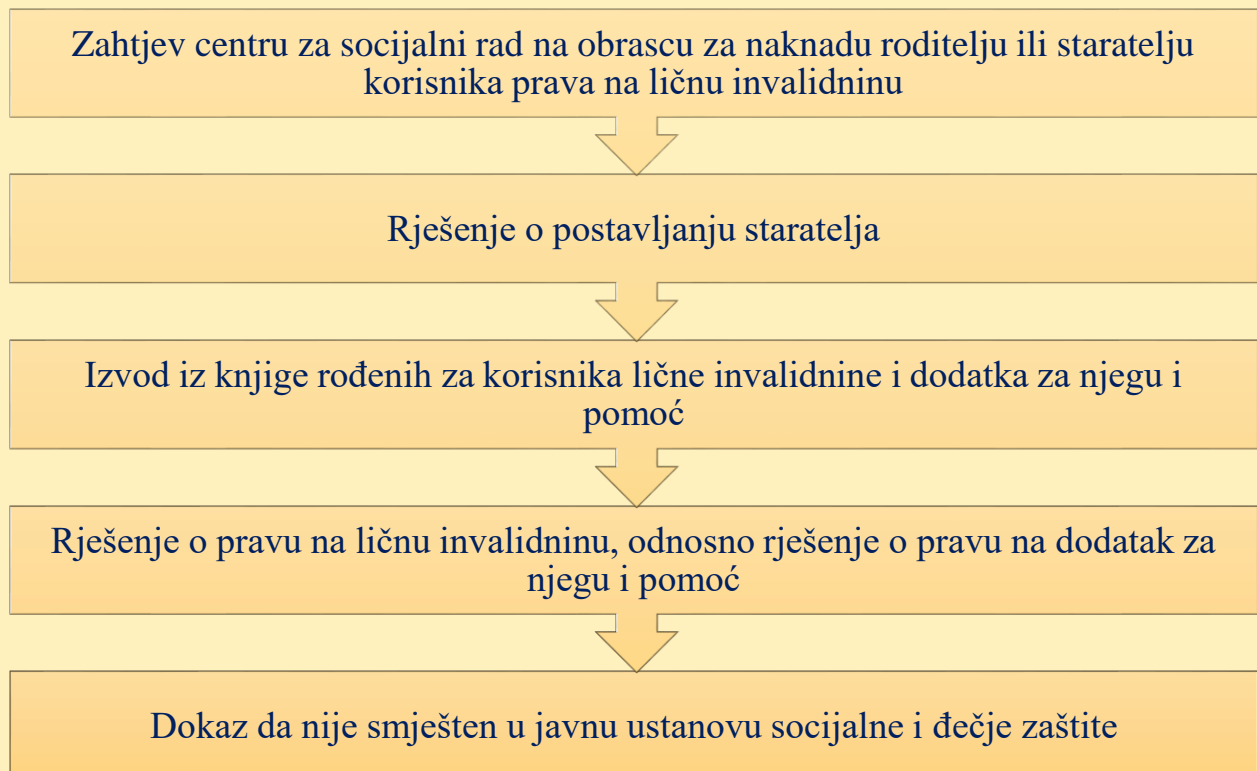 Zahtjev centru za socijalni rad na obrascu za naknadu roditelju ili staratelju
korisnika prava na ličnu invalidninu
Rješenje o postavljanju staratelja
Izvod iz knjige rođenih za korisnika lične invalidnine i dodatka za njegu i
pomoć
Rješenje o pravu na ličnu invalidninu, odnosno rješenje o pravu na dodatak za
njegu i pomoć
Dokaz da nije smješten u javnu ustanovu socijalne i đečje zaštite